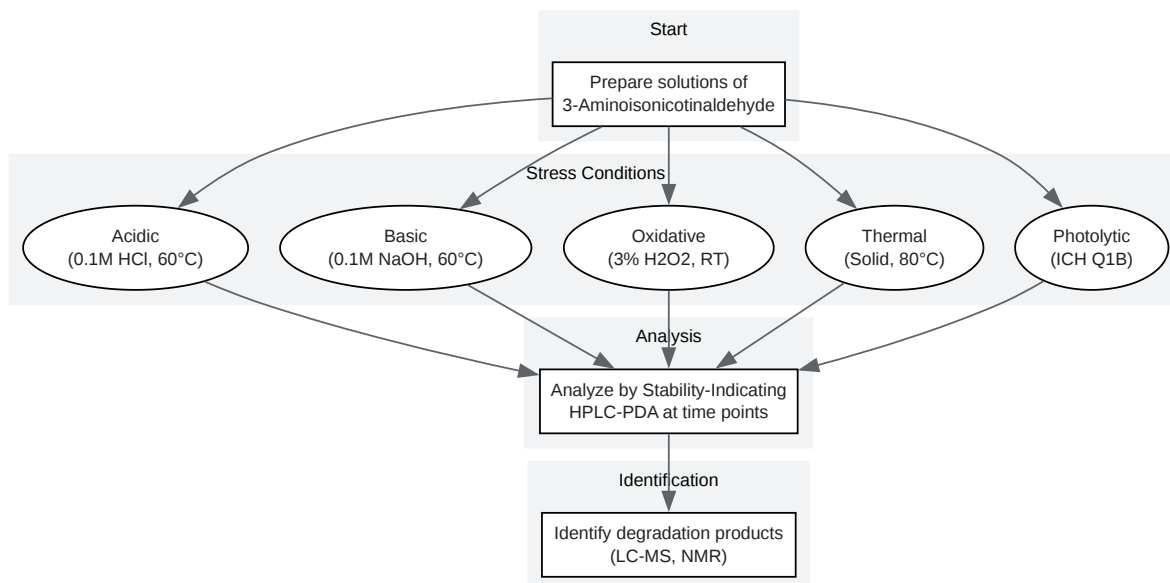 Start
Prepare solutions of
3-Aminoisonicotinaldehyde
Stress Conditions
Acidic
(0.1M HCl, 60°C)
Basic
(0.1M NaOH, 60°C)
Oxidative
(3% H2O2, RT)
Thermal
(Solid, 80°C)
Photolytic
(ICH Q1B)
Analysis
Analyze by Stability-Indicating
HPLC-PDA at time points
Identification
Identify degradation products
(LC-MS, NMR)